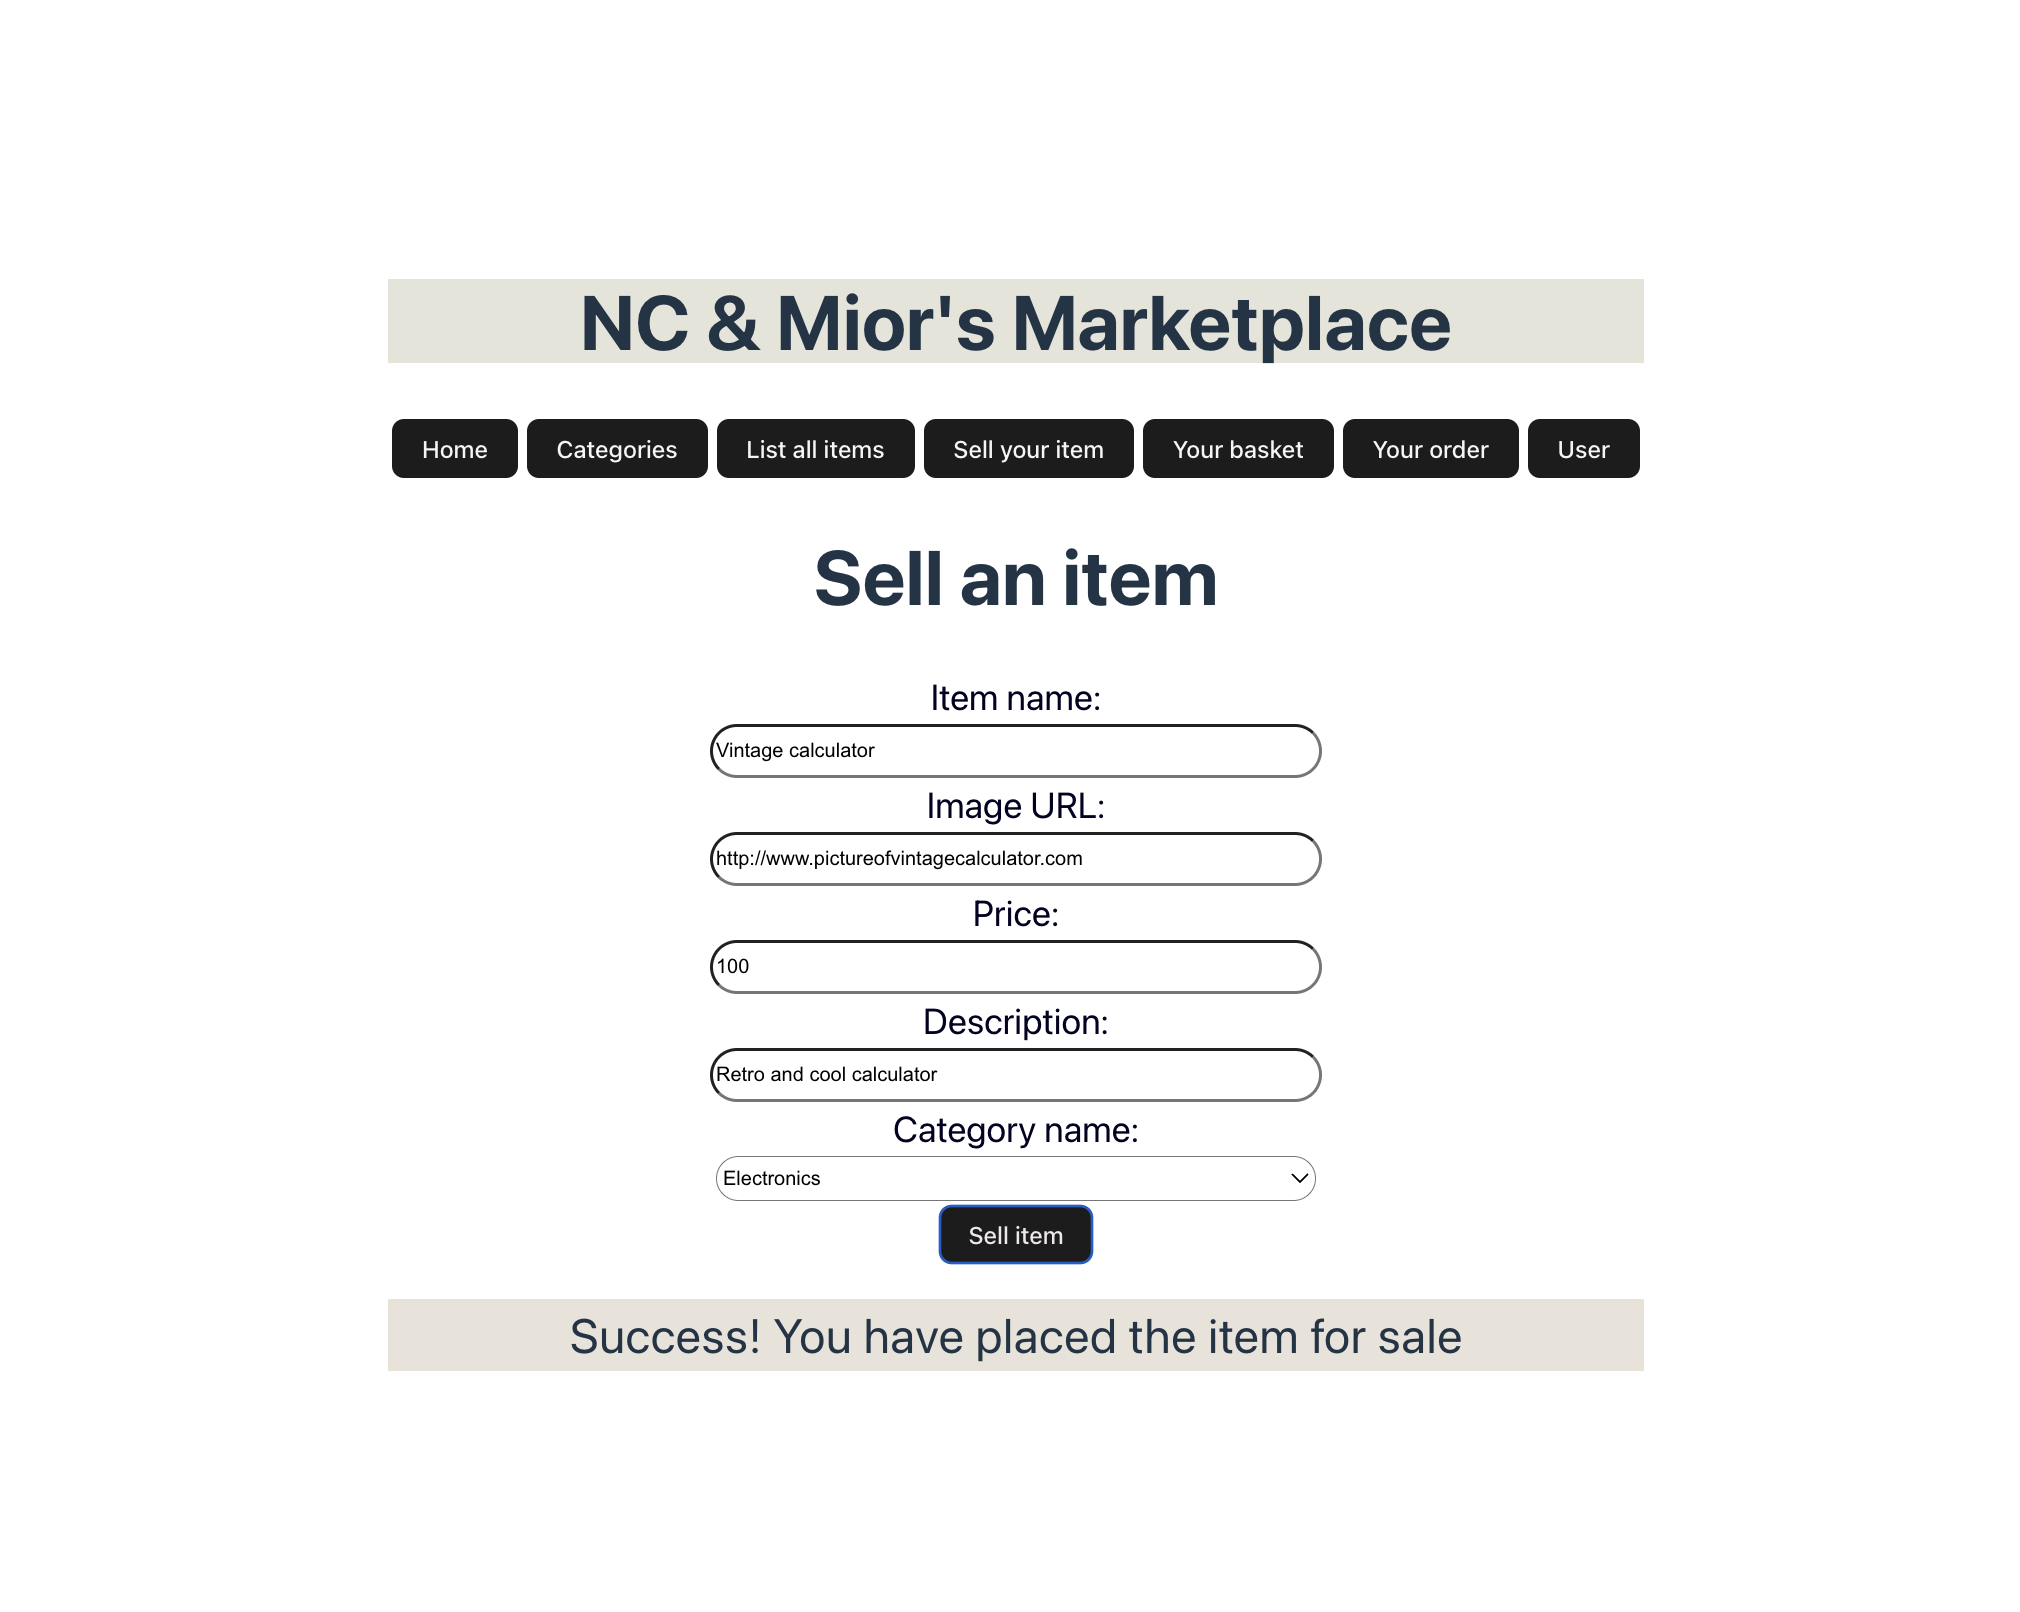 NC & Mior's Marketplace
Home Categories List all items Sell your item Your basket Your order User
Sell an item
Item name:
Vintage calculator
Image URL:
http://www.pictureofvintagecalculator.com
Price:
100
Description:
Retro and cool calculator
Category name:
Electronics
Sell item
Success! You have placed the item for sale